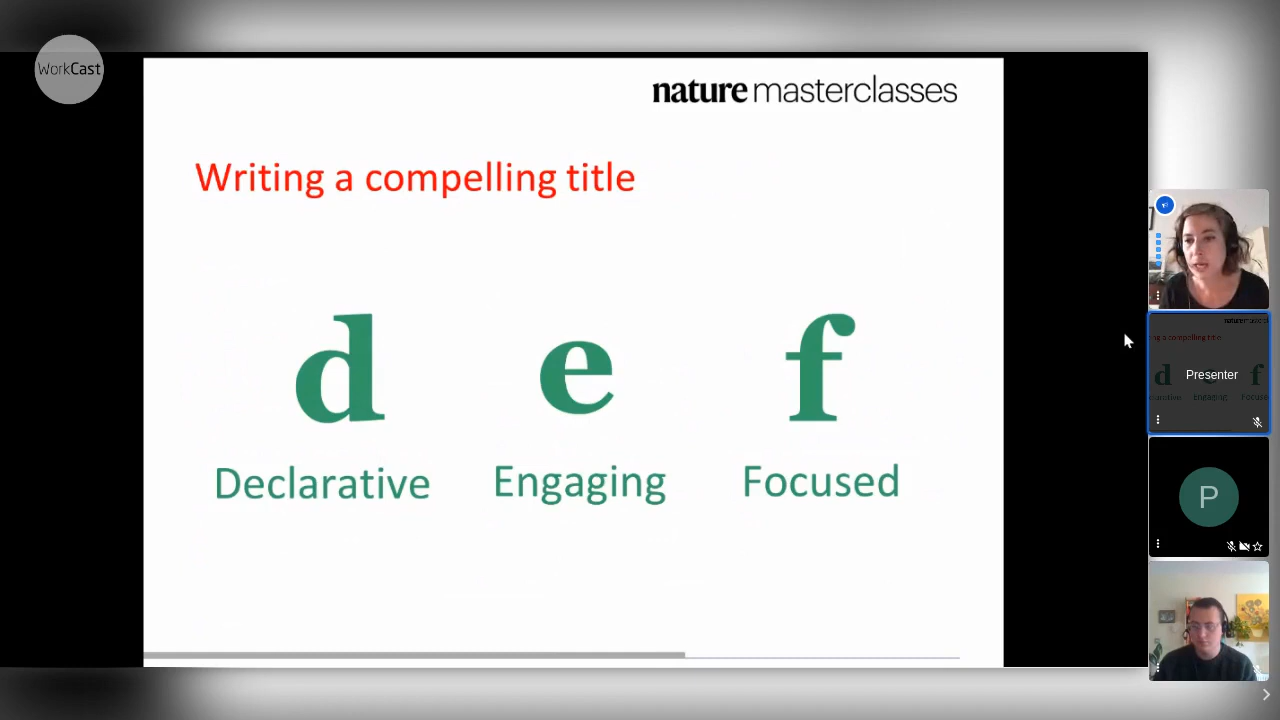 WorkCast
nature masterclasses
Writing a compelling title
d e f
Declarative Engaging Focused
Presenter
P